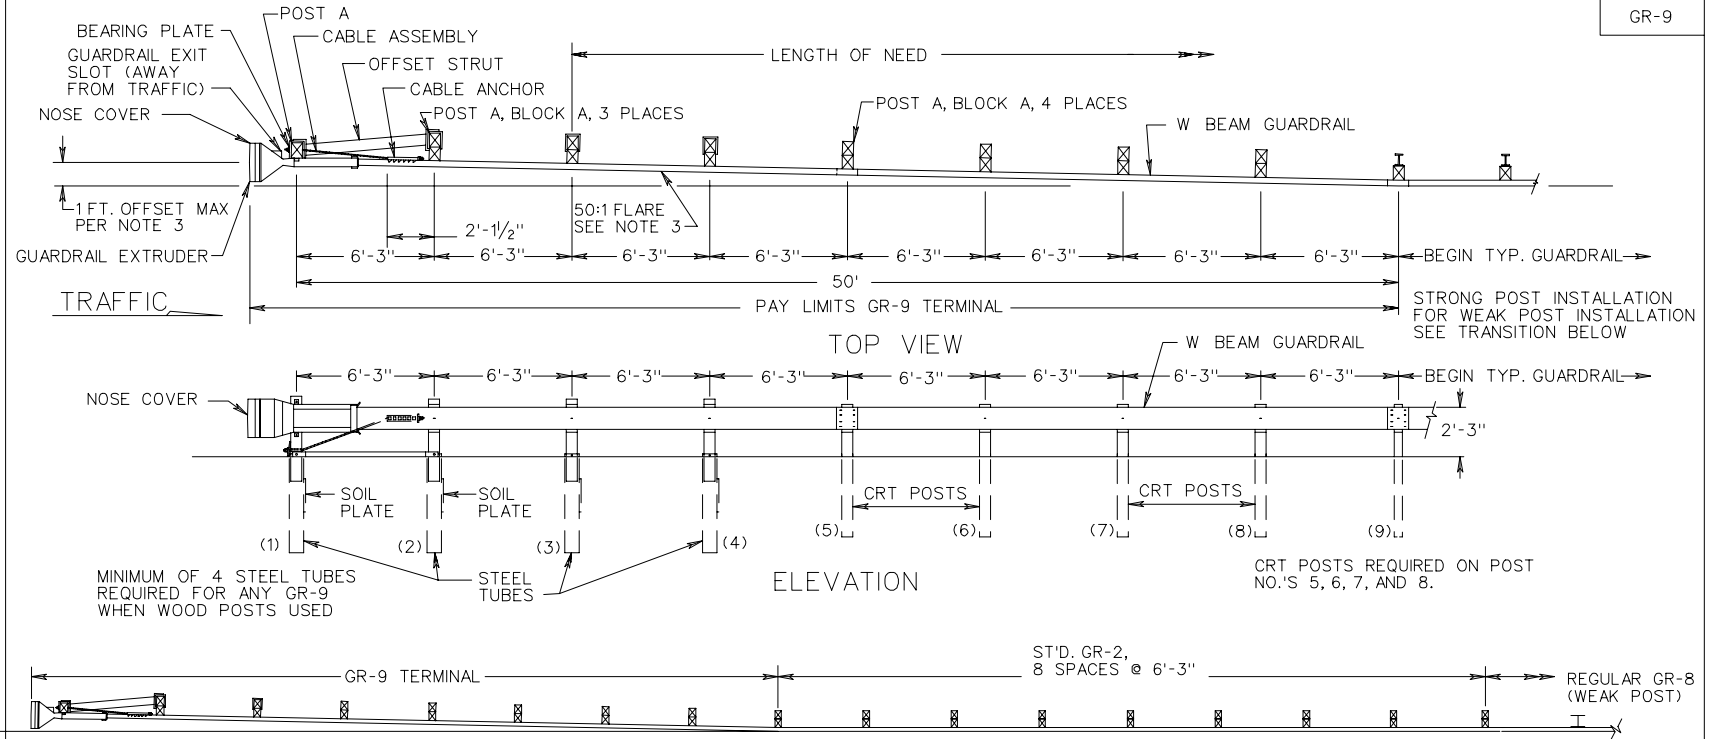 GR-9
POST A
BEARING PLATE
CABLE ASSEMBLY
GUARDRAIL EXIT
SLOT (AWAY
FROM TRAFFIC)
OFFSET STRUT
CABLE ANCHOR
NOSE COVER
POST A, BLOCK A, 3 PLACES
LENGTH OF NEED
POST A, BLOCK A, 4 PLACES
W BEAM GUARDRAIL
1 FT. OFFSET MAX
PER NOTE 3
GUARDRAIL EXTRUDER
2'-1½"
50:1 FLARE
SEE NOTE 3
6'-3"
6'-3"
6'-3"
6'-3"
6'-3"
6'-3"
6'-3"
6'-3"
BEGIN TYP. GUARDRAIL
50'
TRAFFIC
PAY LIMITS GR-9 TERMINAL
STRONG POST INSTALLATION
FOR WEAK POST INSTALLATION
SEE TRANSITION BELOW
TOP VIEW
W BEAM GUARDRAIL
6'-3"
6'-3"
6'-3"
6'-3"
6'-3"
6'-3"
6'-3"
6'-3"
BEGIN TYP. GUARDRAIL
NOSE COVER
2'-3"
SOIL
PLATE
SOIL
PLATE
CRT POSTS
CRT POSTS
(1)
(2)
(3)
(4)
(5)
(6)
(7)
(8)
(9)
MINIMUM OF 4 STEEL TUBES
REQUIRED FOR ANY GR-9
WHEN WOOD POSTS USED
STEEL
TUBES
ELEVATION
CRT POSTS REQUIRED ON POST
NO.'S 5, 6, 7, AND 8.
GR-9 TERMINAL
ST'D. GR-2,
8 SPACES @ 6'-3"
REGULAR GR-8
(WEAK POST)